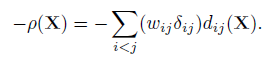 −ρ(X) = − ∑_{i<j} (w_{ij}δ_{ij})d_{ij}(X).